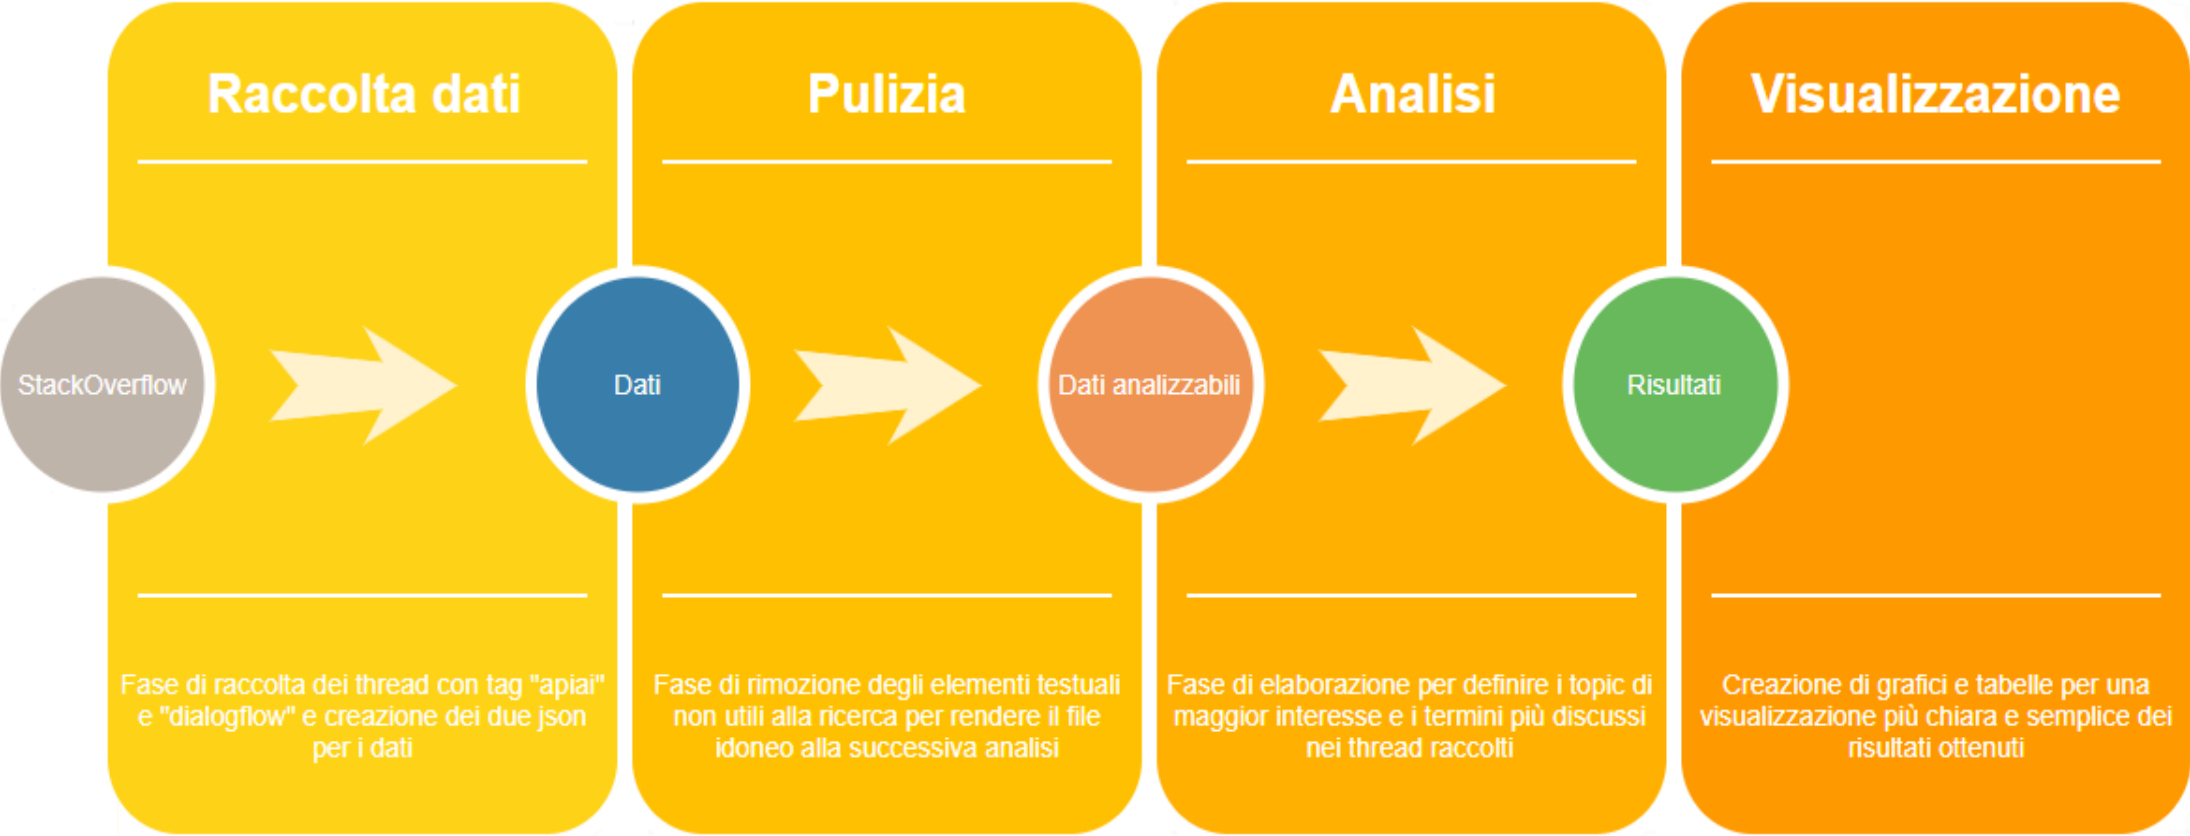 Raccolta dati
Pulizia
Analisi
Visualizzazione
StackOverflow
Dati
Dati analizzabili
Risultati
Fase di raccolta dei thread con tag "apiai"
e "dialogflow" e creazione dei due json
per i dati
Fase di rimozione degli elementi testuali
non utili alla ricerca per rendere il file
idoneo alla successiva analisi
Fase di elaborazione per definire i topic di
maggior interesse e i termini più discussi
nei thread raccolti
Creazione di grafici e tabelle per una
visualizzazione più chiara e semplice dei
risultati ottenuti